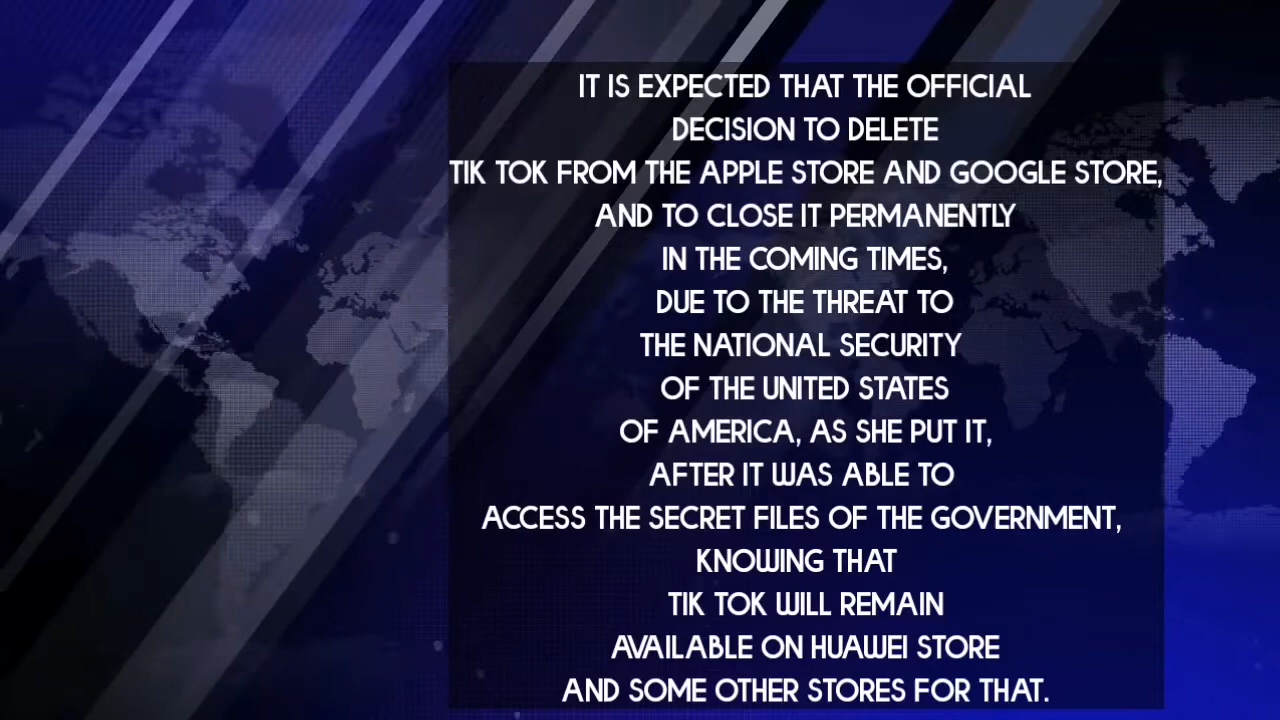 IT IS EXPECTED THAT THE OFFICIAL
DECISION TO DELETE
TIK TOK FROM THE APPLE STORE AND GOOGLE STORE,
AND TO CLOSE IT PERMANENTLY
IN THE COMING TIMES,
DUE TO THE THREAT TO
THE NATIONAL SECURITY
OF THE UNITED STATES
OF AMERICA, AS SHE PUT IT,
AFTER IT WAS ABLE TO
ACCESS THE SECRET FILES OF THE GOVERNMENT,
KNOWING THAT
TIK TOK WILL REMAIN
AVAILABLE ON HUAWEI STORE
AND SOME OTHER STORES FOR THAT.